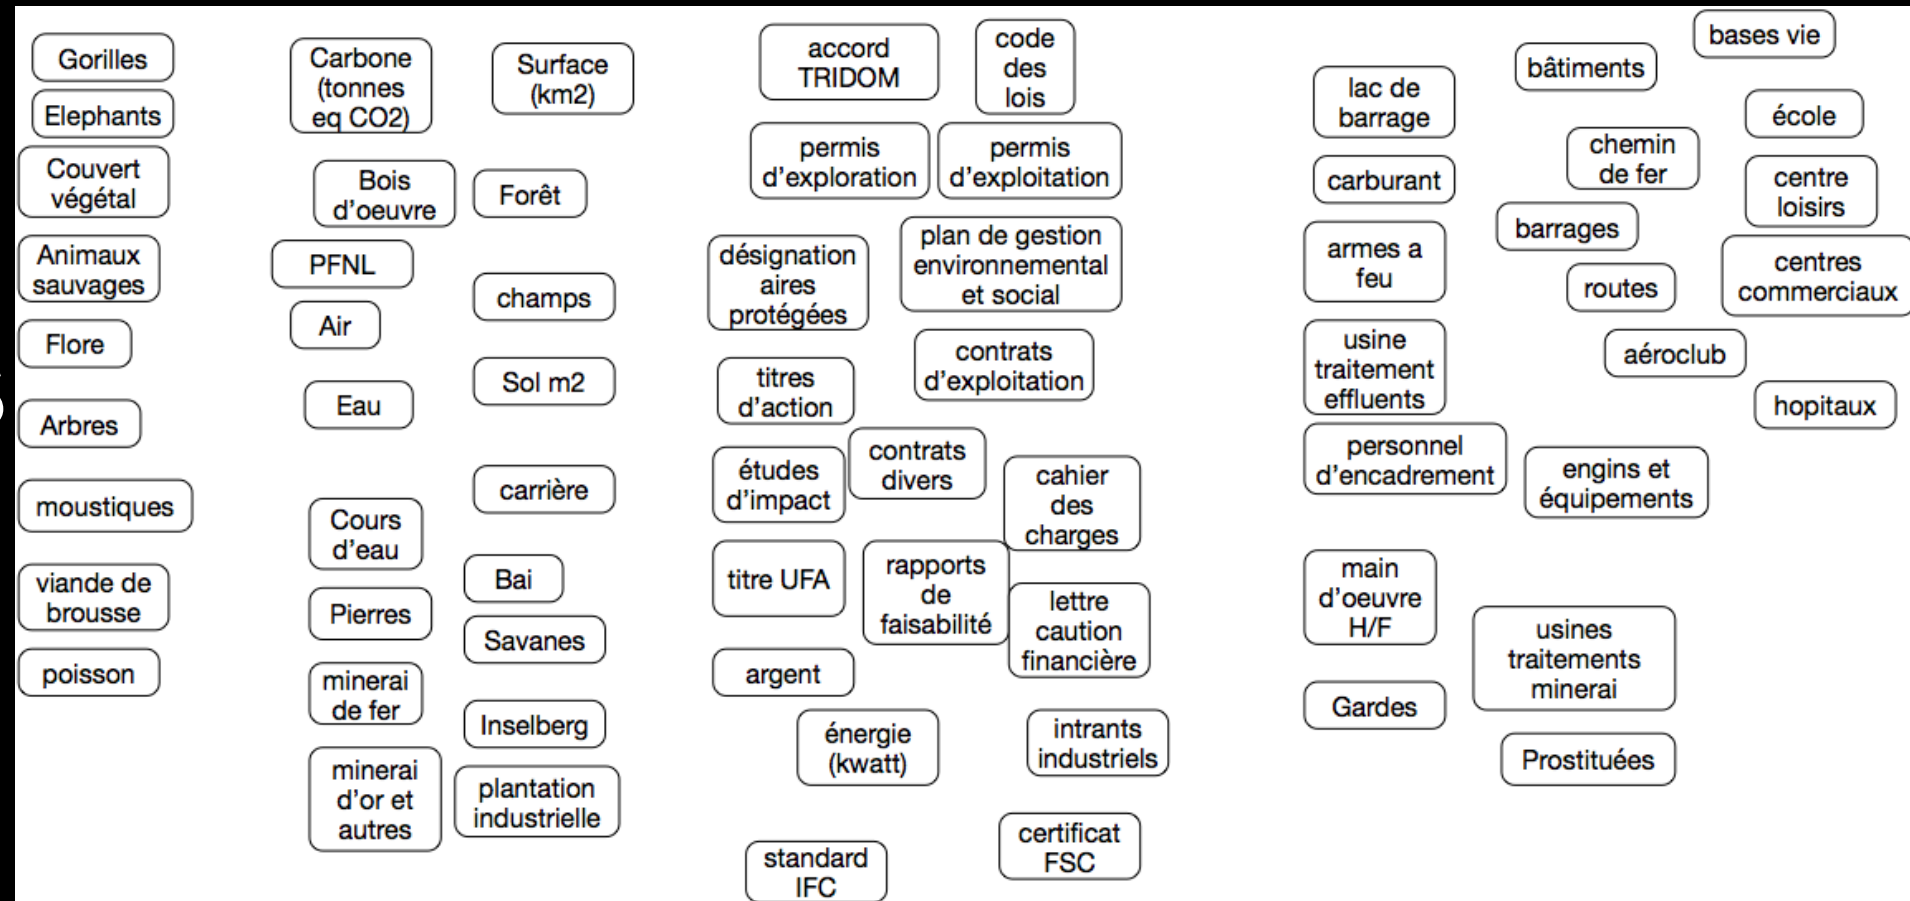 Gorilles
Elephants
Couvert
végétal
Animaux
sauvages
Flore
Arbres
moustiques
viande de
brousse
poisson
Carbone
(tonnes
eq CO2)
Bois
d'oeuvre
PFNL
Air
Eau
Cours
d'eau
Pierres
minerai
de fer
minerai
d'or et
autres
Surface
(km2)
Forêt
champs
Sol m2
carrière
Bai
Savanes
Inselberg
plantation
industrielle
accord
TRIDOM
code
des
lois
permis
d'exploration
permis
d'exploitation
désignation
aires
protégées
plan de gestion
environnemental
et social
contrats
d'exploitation
titres
d'action
contrats
divers
études
d'impact
cahier
des
charges
titre UFA
rapports
de
faisabilité
lettre
caution
financière
argent
énergie
(kwatt)
intrants
industriels
certificat
FSC
standard
IFC
lac de
barrage
carburant
armes a
feu
usine
traitement
effluents
personnel
d'encadrement
main
d'oeuvre
H/F
Gardes
bâtiments
chemin
de fer
barrages
routes
aéroclub
engins et
équipements
usines
traitements
minerai
Prostituées
bases vie
école
centre
loisirs
centres
commerciaux
hopitaux